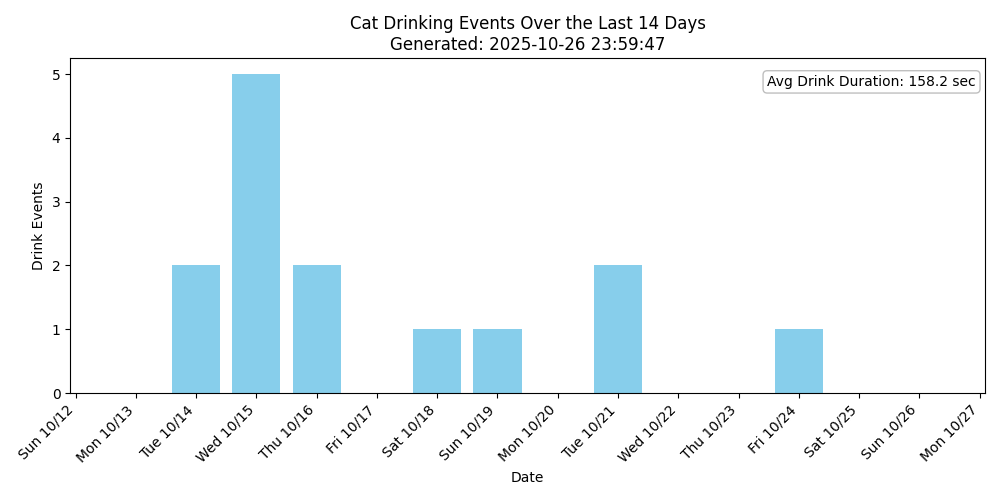 Cat Drinking Events Over the Last 14 Days
Generated: 2025-10-26 23:59:47
Avg Drink Duration: 158.2 sec
Drink Events
5
4
3
2
1
0
Sun 10/12
Mon 10/13
Tue 10/14
Wed 10/15
Thu 10/16
Fri 10/17
Sat 10/18
Sun 10/19
Mon 10/20
Tue 10/21
Wed 10/22
Thu 10/23
Fri 10/24
Sat 10/25
Sun 10/26
Mon 10/27
Date